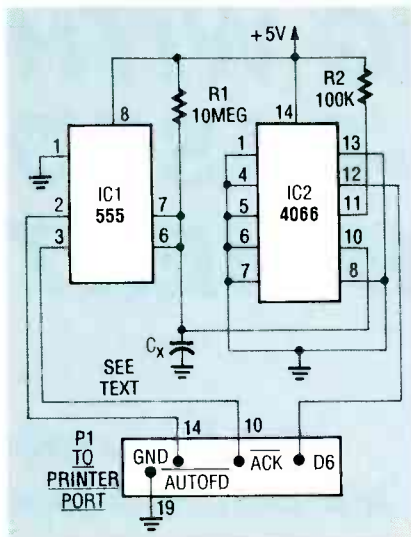 +5V
R1
10MEG
R2
100K
8
14
1
1
13
4
12
IC1
555
IC2
4066
2
7
5
11
3
6
6
10
7
8
Cx
SEE
TEXT
P1
TO
PRINTER
PORT
14
10
GND
AUTOFD
ACK
D6
19